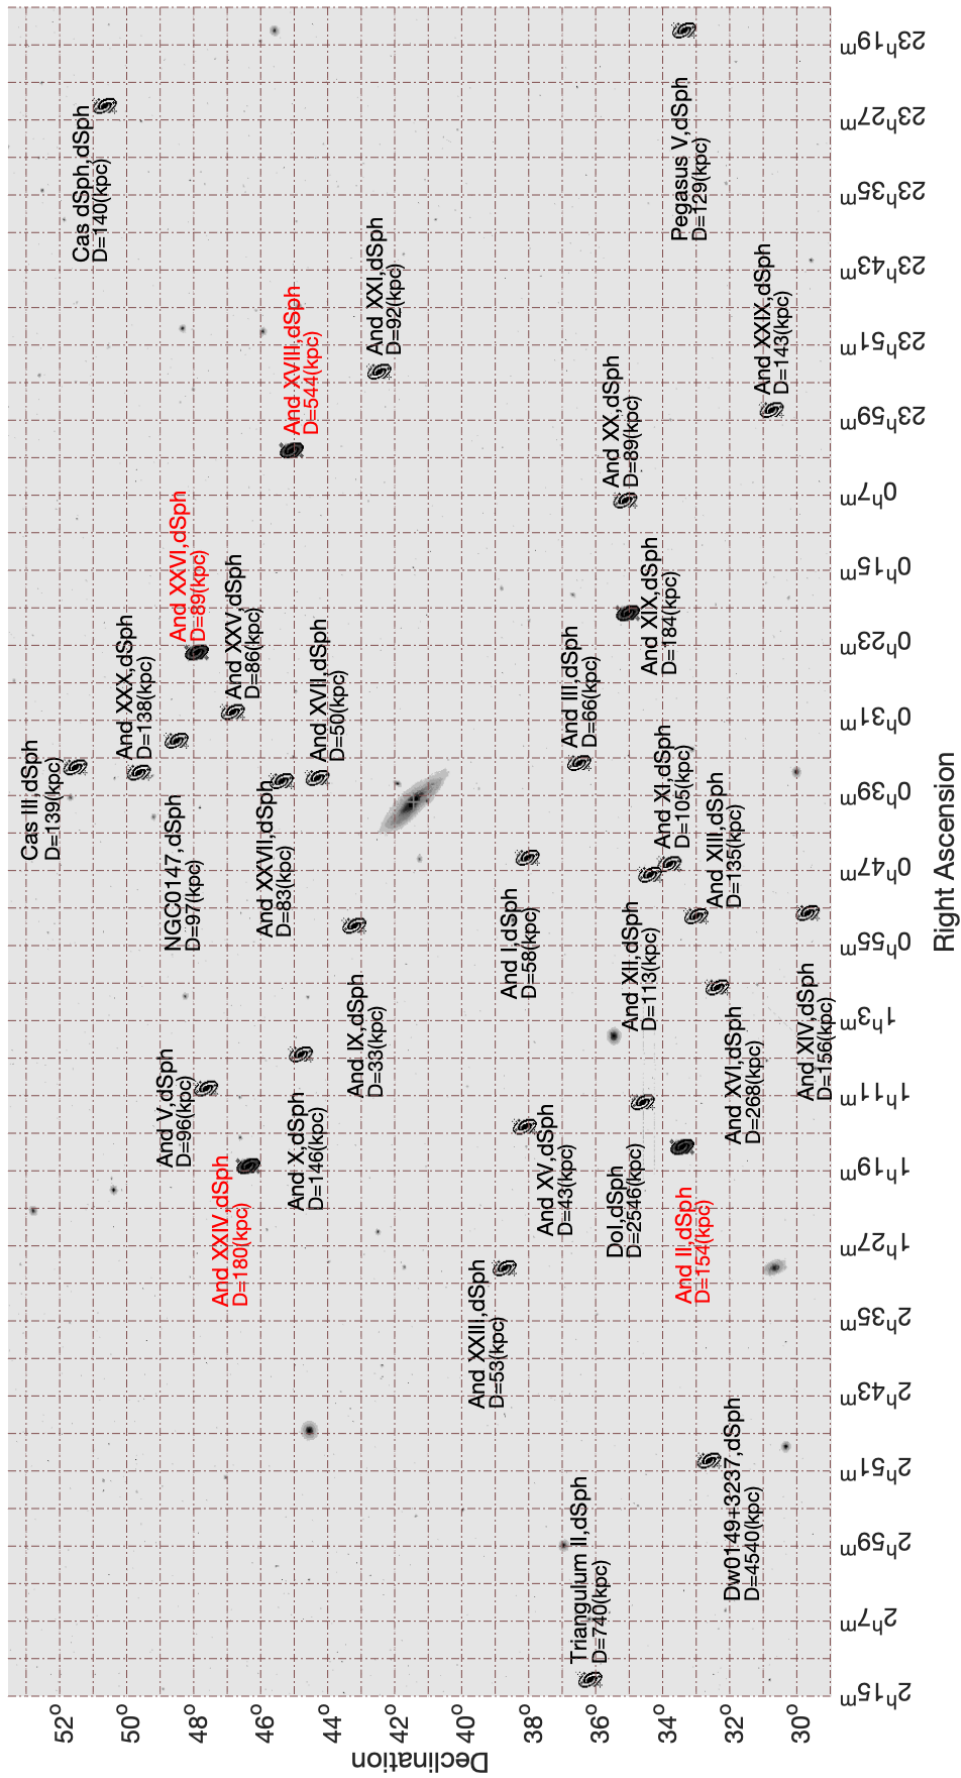 Cas dSph,dSph
D=140(kpc)
Cas III,dSph
D=139(kpc)
And XXX,dSph
D=138(kpc)
And XXVI,dSph
D=89(kpc)
And XVIII,dSph
D=544(kpc)
And XXI,dSph
D=92(kpc)
And XXV,dSph
D=86(kpc)
And XVII,dSph
D=50(kpc)
NGC0147,dSph
D=97(kpc)
And XXVII,dSph
D=83(kpc)
And V,dSph
D=96(kpc)
And XXIV,dSph
D=180(kpc)
And X,dSph
D=146(kpc)
And IX,dSph
D=33(kpc)
And I,dSph
D=58(kpc)
And III,dSph
D=66(kpc)
And XX,dSph
D=89(kpc)
And XIX,dSph
D=184(kpc)
Pegasus V,dSph
D=129(kpc)
And XXIX,dSph
D=143(kpc)
And XI,dSph
D=105(kpc)
And XII,dSph
D=113(kpc)
And XIII,dSph
D=135(kpc)
And XIV,dSph
D=156(kpc)
And XVI,dSph
D=268(kpc)
And XV,dSph
D=43(kpc)
DoI,dSph
D=2546(kpc)
And II,dSph
D=154(kpc)
And XXIII,dSph
D=53(kpc)
Triangulum II,dSph
D=740(kpc)
Dw0149+3237,dSph
D=4540(kpc)
52°
50°
48°
46°
44°
42°
40°
38°
36°
34°
32°
30°
Declination
2h15m
2h7m
2h59m
2h51m
2h43m
2h35m
1h27m
1h19m
1h11m
1h3m
0h55m
0h47m
0h39m
0h31m
0h23m
0h15m
0h7m
23h59m
23h51m
23h43m
23h35m
23h27m
23h19m
Right Ascension